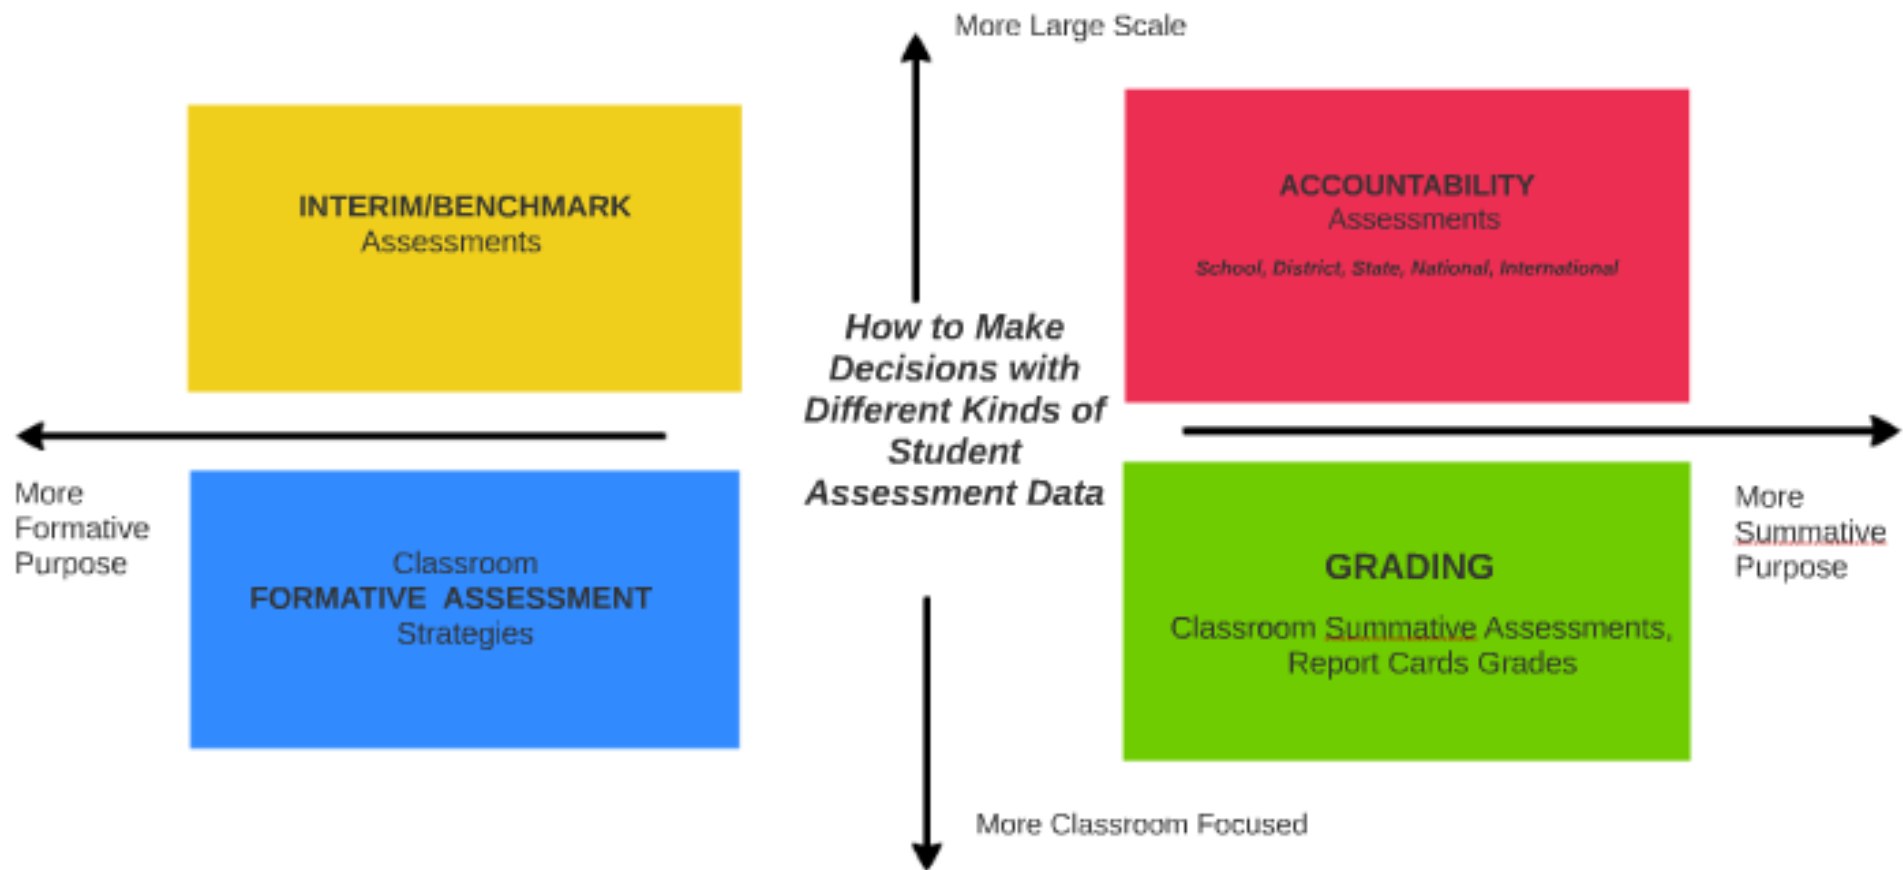 More Large Scale
INTERIM/BENCHMARK
Assessments
ACCOUNTABILITY
Assessments
School, District, State, National, International
How to Make
Decisions with
Different Kinds of
Student
Assessment Data
More
Formative
Purpose
More
Summative
Purpose
Classroom
FORMATIVE ASSESSMENT
Strategies
GRADING
Classroom Summative Assessments,
Report Cards Grades
More Classroom Focused